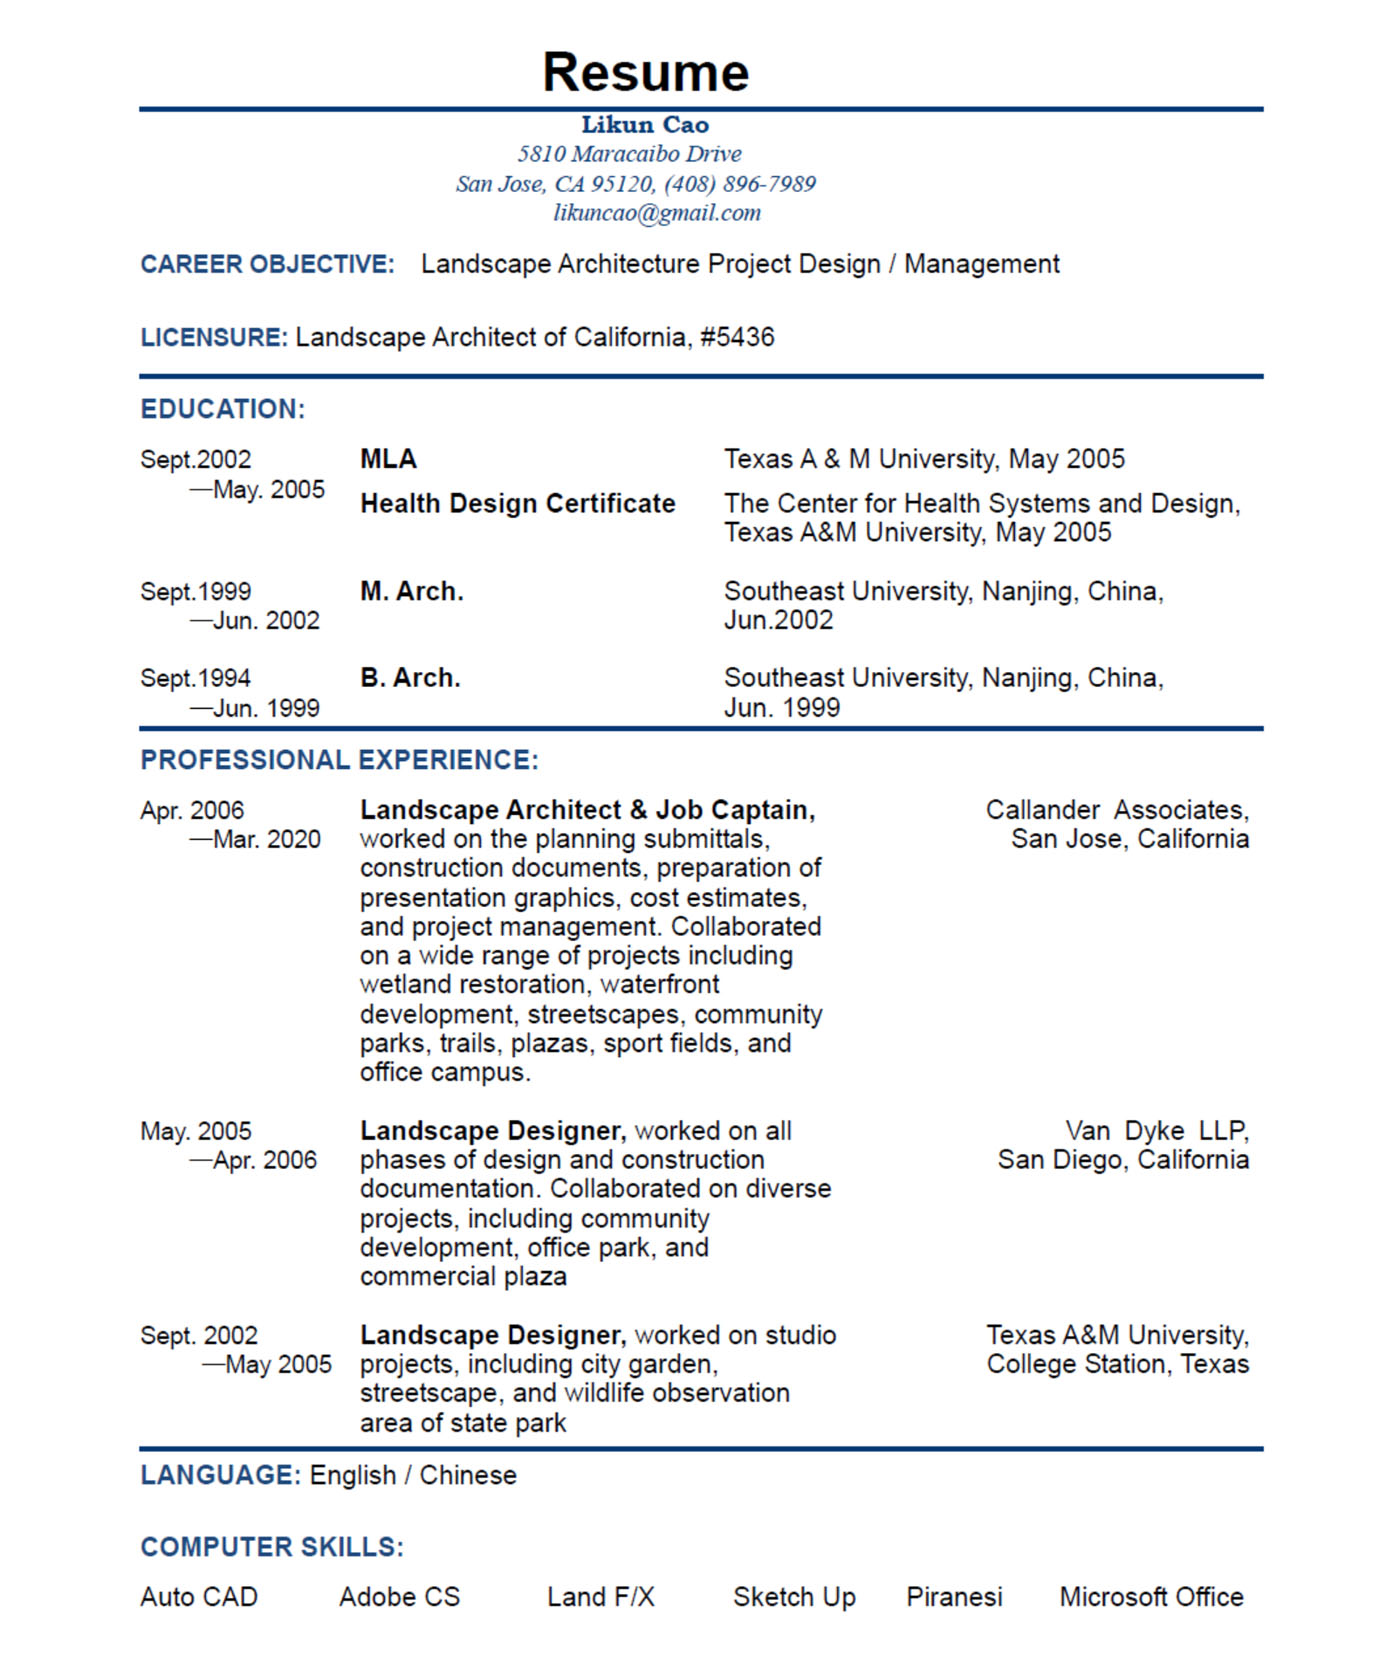 Resume
Likun Cao
5810 Maracaibo Drive
San Jose, CA 95120, (408) 896-7989
likuncao@gmail.com
CAREER OBJECTIVE: Landscape Architecture Project Design / Management
LICENSURE: Landscape Architect of California, #5436
EDUCATION:
Sept.2002 MLA Texas A & M University, May 2005
—May. 2005
Health Design Certificate The Center for Health Systems and Design,
Texas A&M University, May 2005
Sept.1999 M. Arch. Southeast University, Nanjing, China,
—Jun. 2002 Jun.2002
Sept.1994 B. Arch. Southeast University, Nanjing, China,
—Jun. 1999 Jun. 1999
PROFESSIONAL EXPERIENCE:
Apr. 2006 Landscape Architect & Job Captain, Callander Associates,
—Mar. 2020 worked on the planning submittals, San Jose, California
construction documents, preparation of
presentation graphics, cost estimates,
and project management. Collaborated
on a wide range of projects including
wetland restoration, waterfront
development, streetscapes, community
parks, trails, plazas, sport fields, and
office campus.
May. 2005 Landscape Designer, worked on all Van Dyke LLP,
—Apr. 2006 phases of design and construction San Diego, California
documentation. Collaborated on diverse
projects, including community
development, office park, and
commercial plaza
Sept. 2002 Landscape Designer, worked on studio Texas A&M University,
—May 2005 projects, including city garden, College Station, Texas
streetscape, and wildlife observation
area of state park
LANGUAGE: English / Chinese
COMPUTER SKILLS:
Auto CAD Adobe CS Land F/X Sketch Up Piranesi Microsoft Office